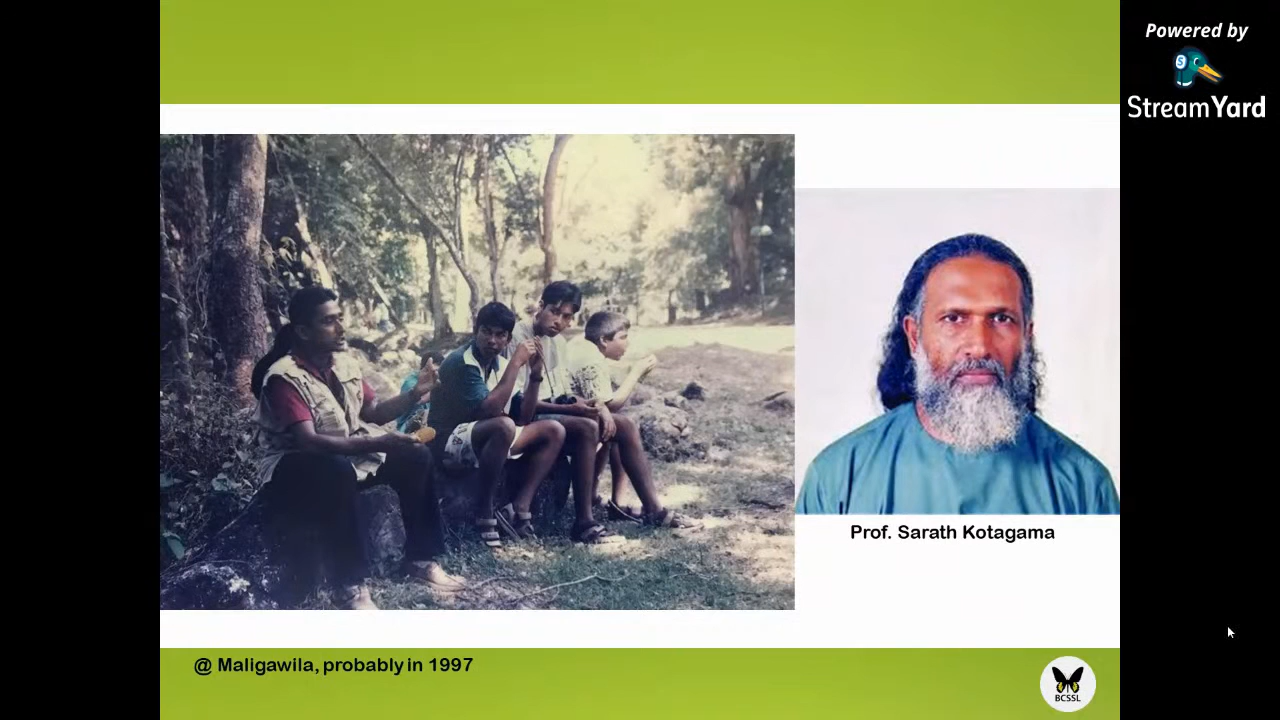 Powered by
StreamYard
Prof. Sarath Kotagama
@ Maligawila, probably in 1997
BCSSL